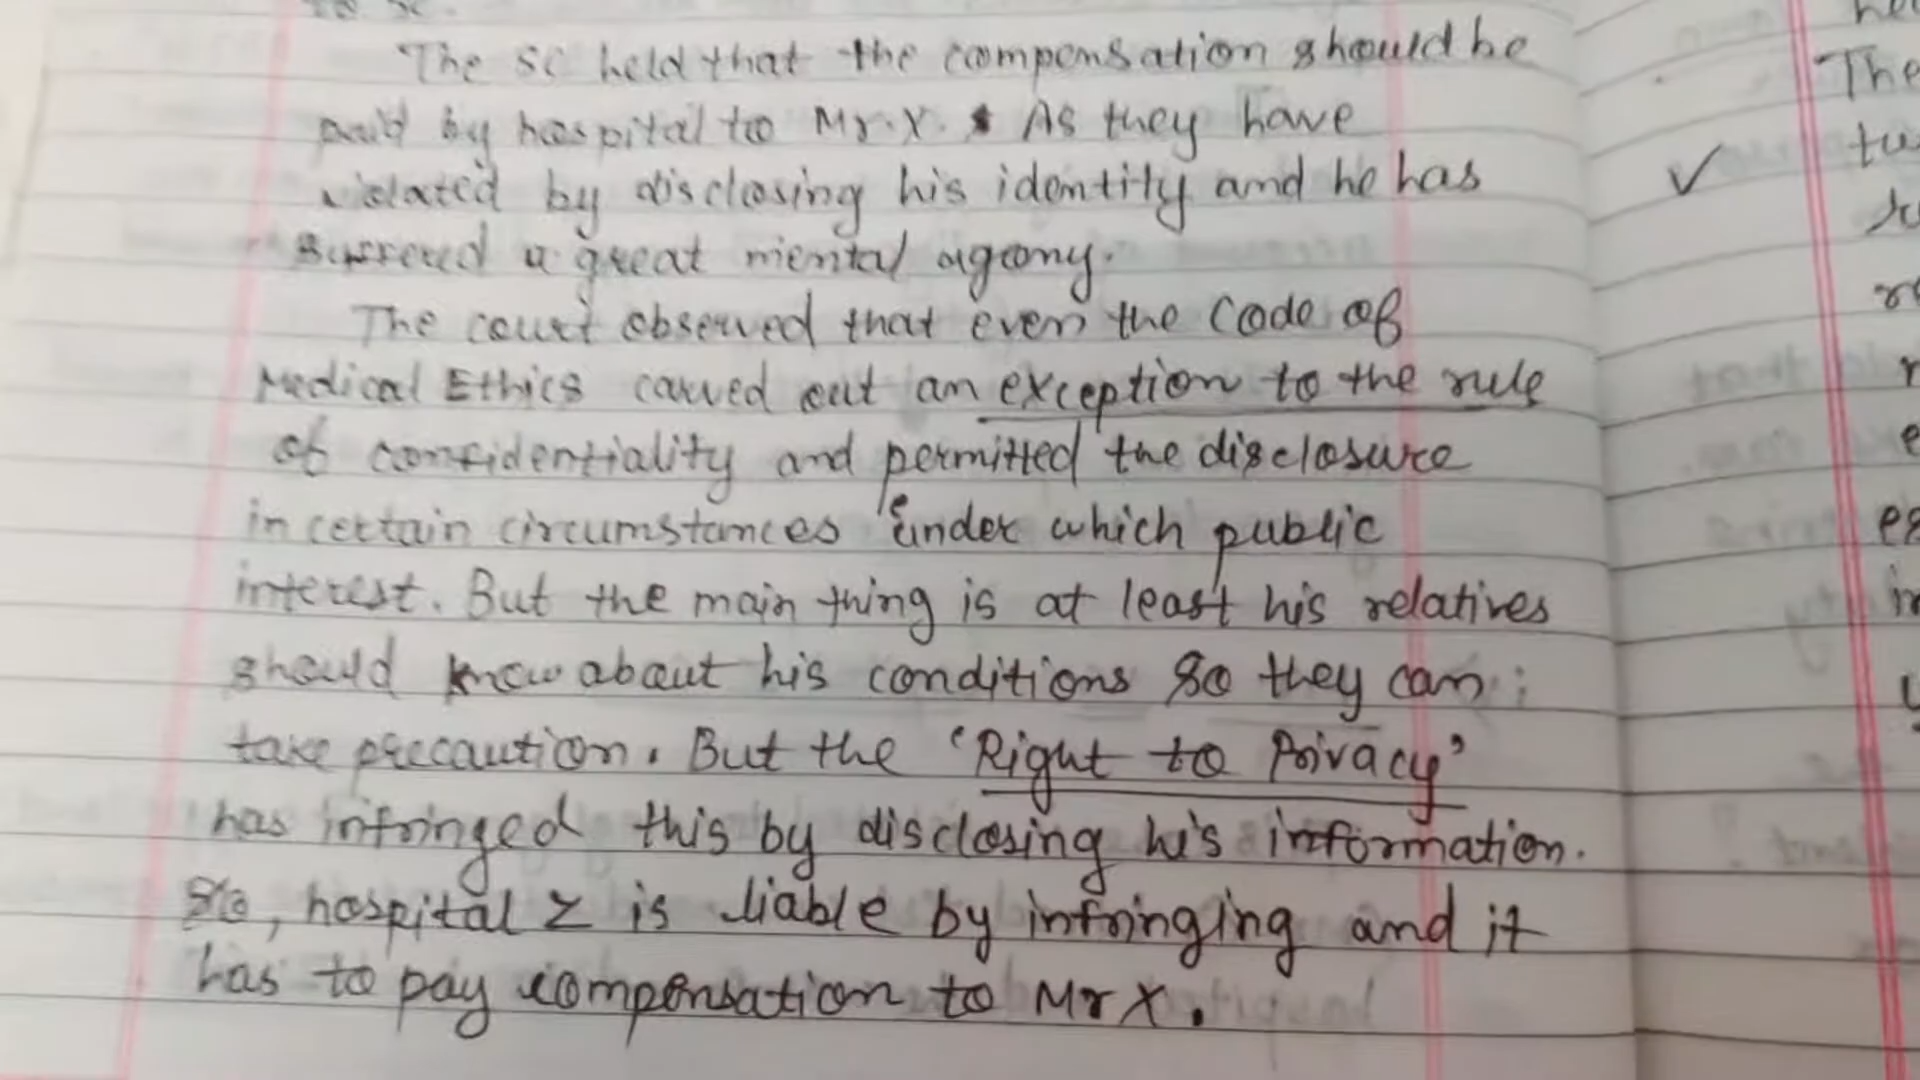 The SC held that the compensation should be
paid by hospital to Mr.X. As they have
violated by disclosing his identity and he has
suffered a great mental agony.
The court observed that even the Code of
Medical Ethics carved out an exception to the rule
of confidentiality and permitted the disclosure
in certain circumstances under which public
interest. But the main thing is at least his relatives
should know about his conditions so they can
take precaution. But the 'Right to Privacy'
has infringed this by disclosing his information.
So, hospital Z is liable by infringing and it
has to pay compensation to Mr X.
The